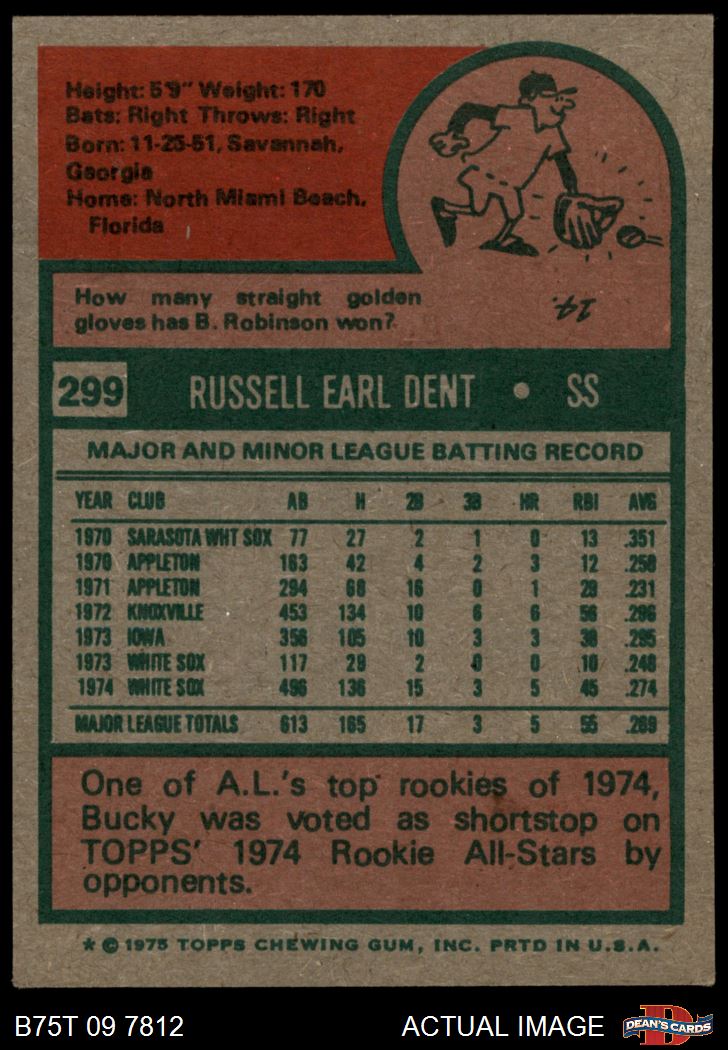 Height: 5'9" Weight: 170
Bats: Right Throws: Right
Born: 11-25-51, Savannah,
Georgia
Home: North Miami Beach,
Florida
How many straight golden
gloves has B. Robinson won?
14.
299 RUSSELL EARL DENT • SS
MAJOR AND MINOR LEAGUE BATTING RECORD
YEAR CLUB AB H 2B 3B HR RBI AVG
1970 SARASOTA WHT SOX 77 27 2 1 0 13 .351
1970 APPLETON 163 42 4 2 3 12 .258
1971 APPLETON 294 68 16 0 1 29 .231
1972 KNOXVILLE 453 134 10 6 6 56 .296
1973 IOWA 356 105 10 3 3 38 .295
1973 WHITE SOX 117 29 2 0 0 10 .248
1974 WHITE SOX 496 136 15 3 5 45 .274
MAJOR LEAGUE TOTALS 613 165 17 3 5 55 .269
One of A.L.'s top rookies of 1974,
Bucky was voted as shortstop on
TOPPS' 1974 Rookie All-Stars by
opponents.
* © 1975 TOPPS CHEWING GUM, INC. PRTD IN U.S.A.
B75T 09 7812 ACTUAL IMAGE DEAN'S CARDS